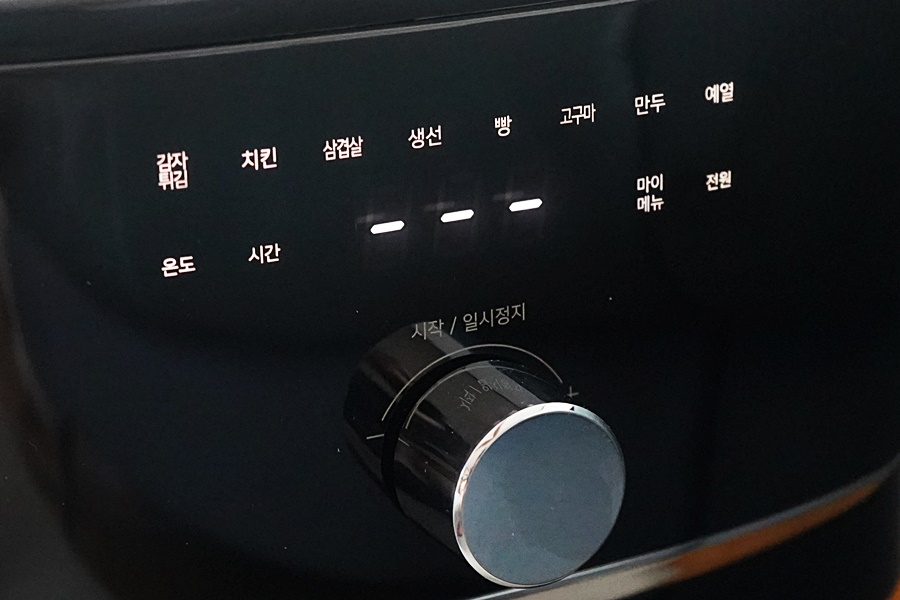 감자
튀김
치킨
삼겹살
생선
빵
고구마
만두
예열
온도
시간
- - -
마이
메뉴
전원
시작 / 일시정지
- +